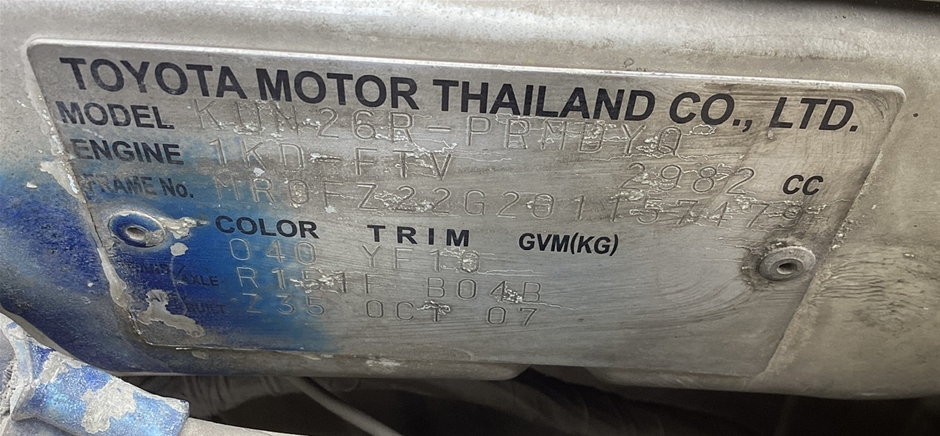 TOYOTA MOTOR THAILAND CO., LTD.
MODEL KUN26R-PRMDYQ
ENGINE 1KD-FTV 2982 CC
FRAME No. MR0FZ22G201157479
COLOR TRIM GVM(KG)
040 YF10
/AXLE R151F B04B
Z35 OCT 07